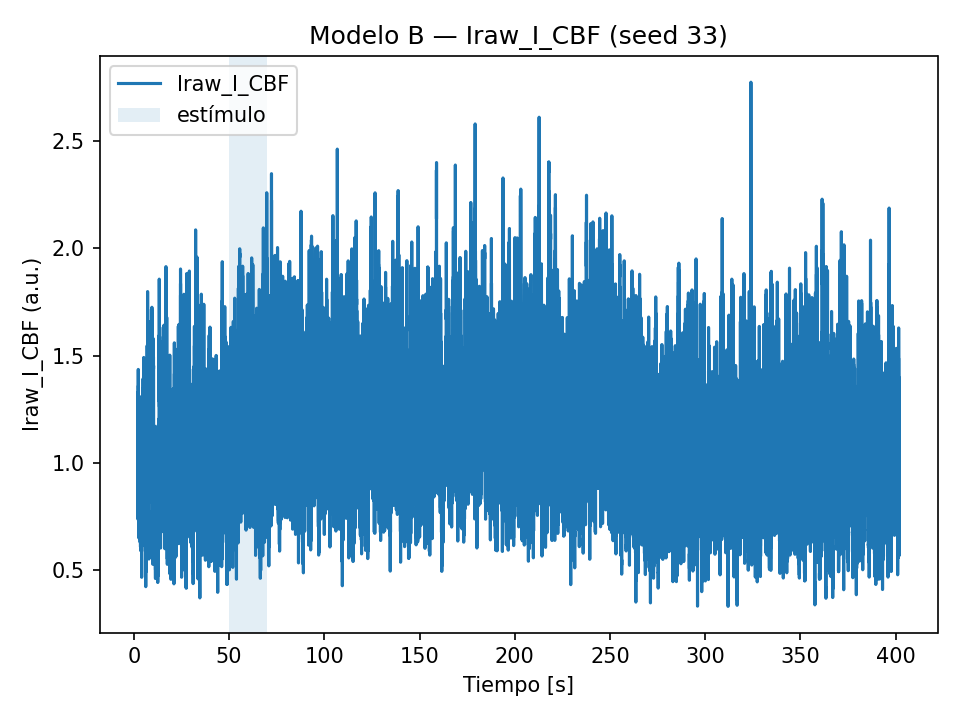 Modelo B — Iraw_I_CBF (seed 33)
Iraw_I_CBF
estímulo
Iraw_I_CBF (a.u.)
2.5
2.0
1.5
1.0
0.5
0 50 100 150 200 250 300 350 400
Tiempo [s]